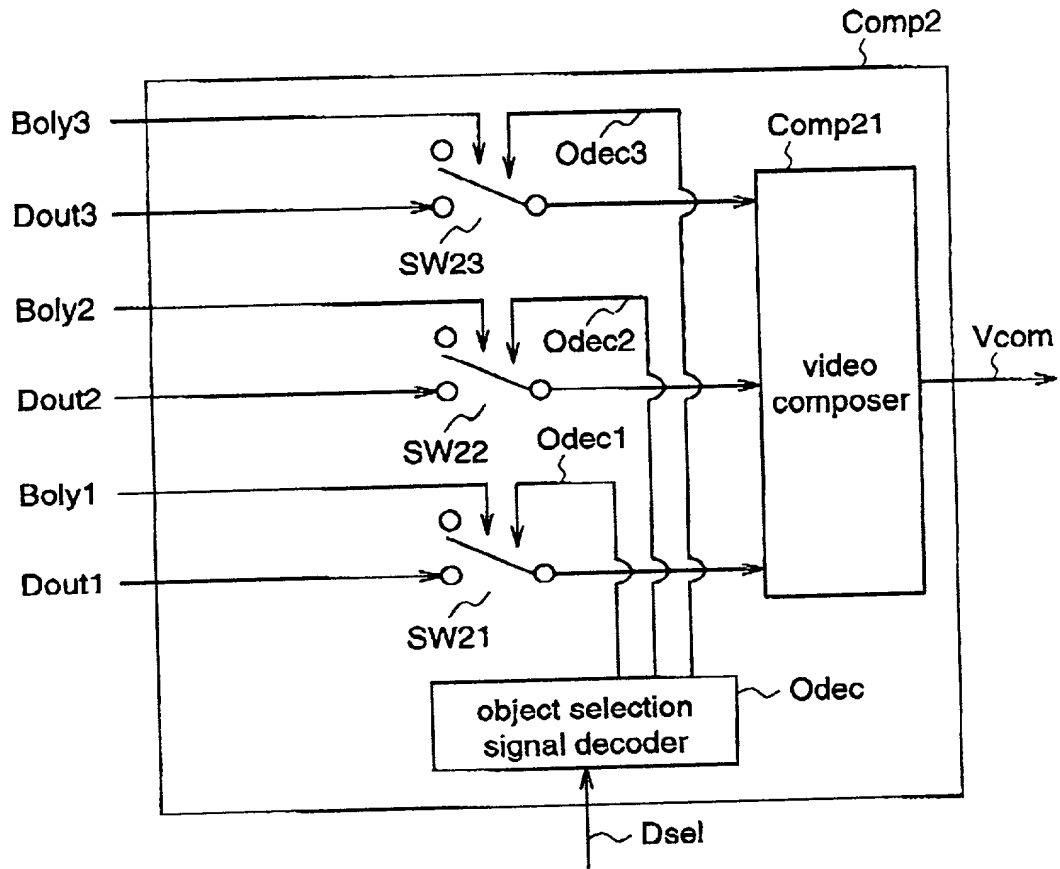 Comp2
Boly3
Odec3
Comp21
Dout3
SW23
Boly2
Odec2
Vcom
video
composer
Dout2
SW22
Odec1
Boly1
Dout1
SW21
Odec
object selection
signal decoder
Dsel